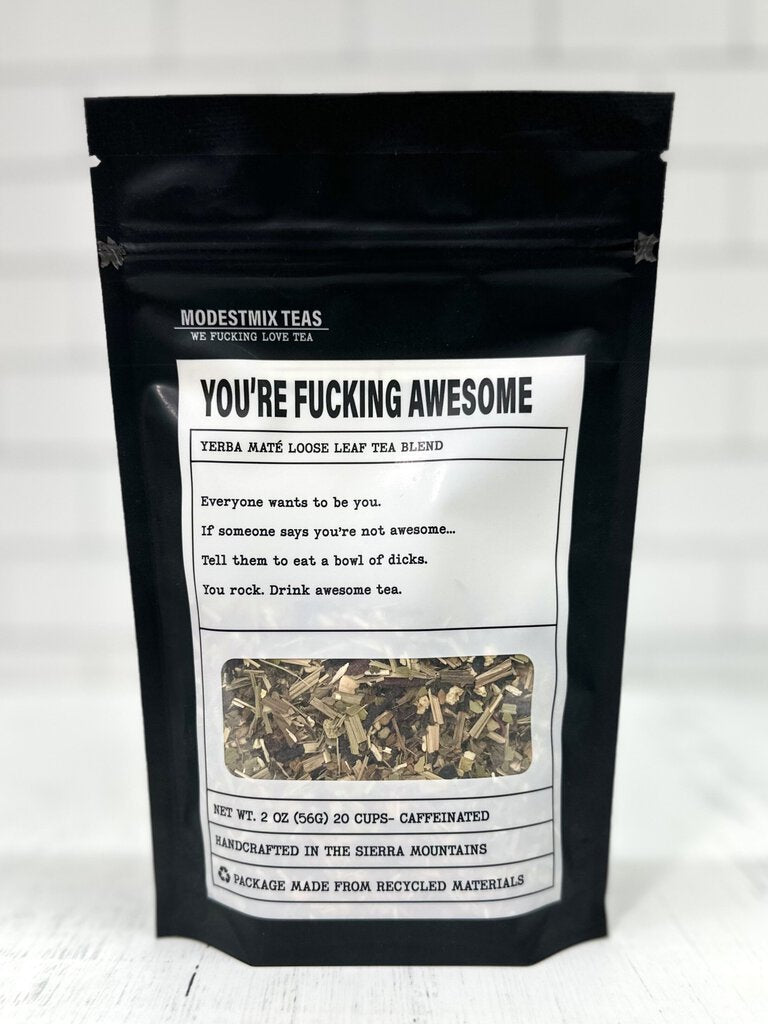 MODESTMIX TEAS
WE FUCKING LOVE TEA
YOU'RE FUCKING AWESOME
YERBA MATÉ LOOSE LEAF TEA BLEND
Everyone wants to be you.
If someone says you're not awesome...
Tell them to eat a bowl of dicks.
You rock. Drink awesome tea.
NET WT. 2 OZ (56G) 20 CUPS- CAFFEINATED
HANDCRAFTED IN THE SIERRA MOUNTAINS
PACKAGE MADE FROM RECYCLED MATERIALS